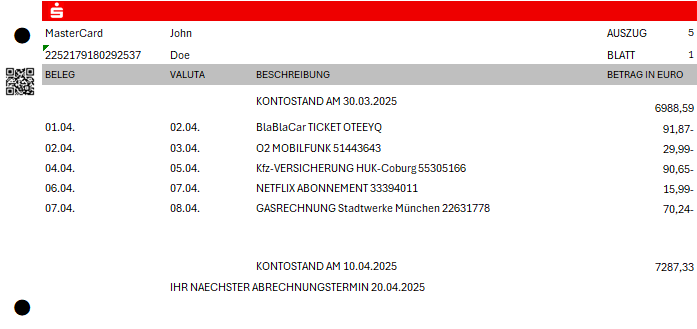 MasterCard John AUSZUG 5
2252179180292537 Doe BLATT 1
BELEG VALUTA BESCHREIBUNG BETRAG IN EURO
KONTOSTAND AM 30.03.2025 6988,59
01.04. 02.04. BlaBlaCar TICKET OTEEYQ 91,87-
02.04. 03.04. O2 MOBILFUNK 51443643 29,99-
04.04. 05.04. Kfz-VERSICHERUNG HUK-Coburg 55305166 90,65-
06.04. 07.04. NETFLIX ABONNEMENT 33394011 15,99-
07.04. 08.04. GASRECHNUNG Stadtwerke München 22631778 70,24-
KONTOSTAND AM 10.04.2025 7287,33
IHR NAECHSTER ABRECHNUNGSTERMIN 20.04.2025